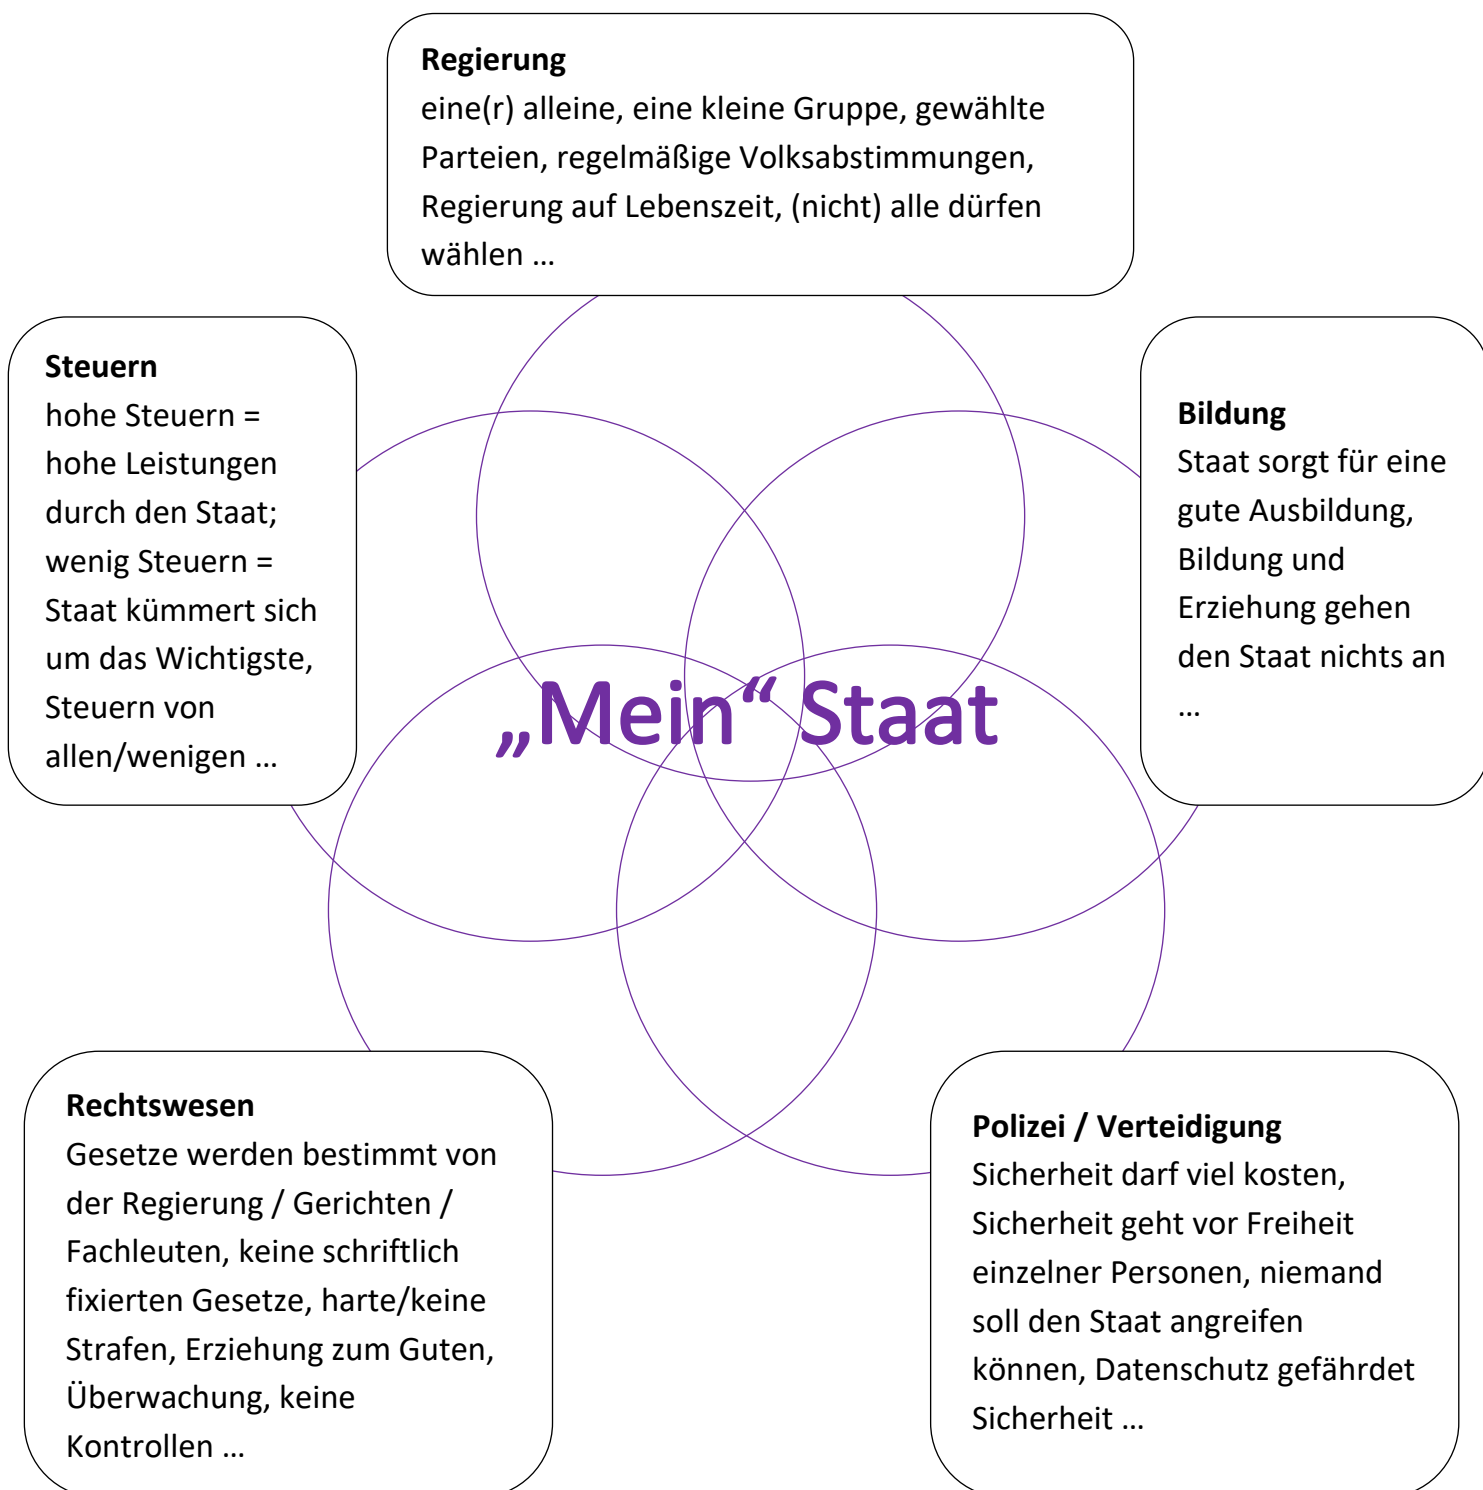 Regierung
eine(r) alleine, eine kleine Gruppe, gewählte
Parteien, regelmäßige Volksabstimmungen,
Regierung auf Lebenszeit, (nicht) alle dürfen
wählen …
Steuern
hohe Steuern =
hohe Leistungen
durch den Staat;
wenig Steuern =
Staat kümmert sich
um das Wichtigste,
Steuern von
allen/wenigen …
Bildung
Staat sorgt für eine
gute Ausbildung,
Bildung und
Erziehung gehen
den Staat nichts an
…
„Mein“ Staat
Rechtswesen
Gesetze werden bestimmt von
der Regierung / Gerichten /
Fachleuten, keine schriftlich
fixierten Gesetze, harte/keine
Strafen, Erziehung zum Guten,
Überwachung, keine
Kontrollen …
Polizei / Verteidigung
Sicherheit darf viel kosten,
Sicherheit geht vor Freiheit
einzelner Personen, niemand
soll den Staat angreifen
können, Datenschutz gefährdet
Sicherheit …